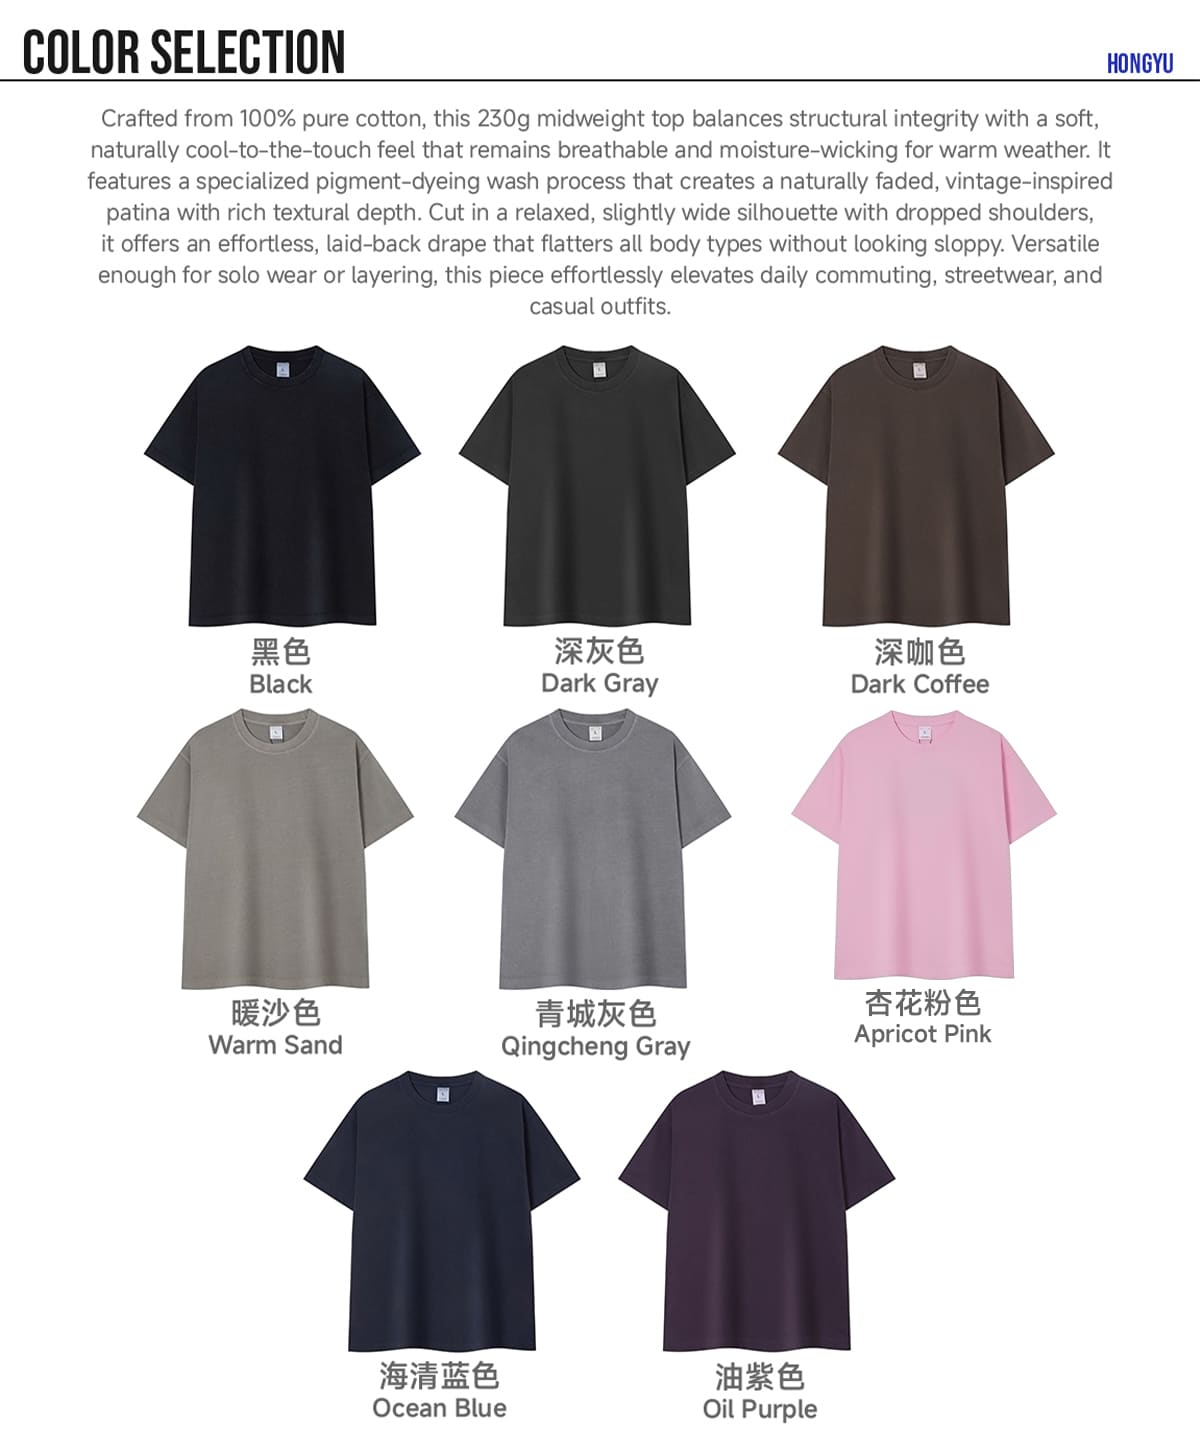 COLOR SELECTION
HONGYU
Crafted from 100% pure cotton, this 230g midweight top balances structural integrity with a soft,
naturally cool-to-the-touch feel that remains breathable and moisture-wicking for warm weather. It
features a specialized pigment-dyeing wash process that creates a naturally faded, vintage-inspired
patina with rich textural depth. Cut in a relaxed, slightly wide silhouette with dropped shoulders,
it offers an effortless, laid-back drape that flatters all body types without looking sloppy. Versatile
enough for solo wear or layering, this piece effortlessly elevates daily commuting, streetwear, and
casual outfits.
黑色
Black
深灰色
Dark Gray
深咖色
Dark Coffee
暖沙色
Warm Sand
青城灰色
Qingcheng Gray
杏花粉色
Apricot Pink
海清蓝色
Ocean Blue
油紫色
Oil Purple